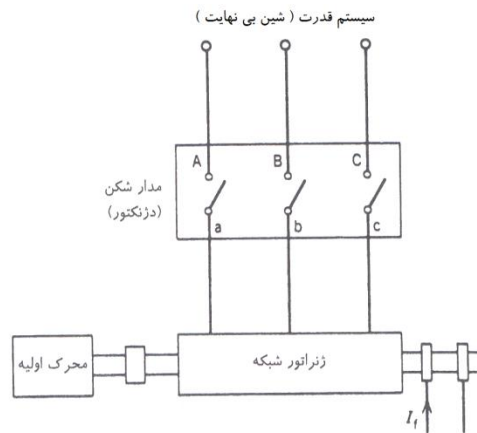 سیستم قدرت ( شین بی نهایت )
A B C
مدار شکن
(دژنکتور)
a b c
محرک اولیه
ژنراتور شبکه
I_f